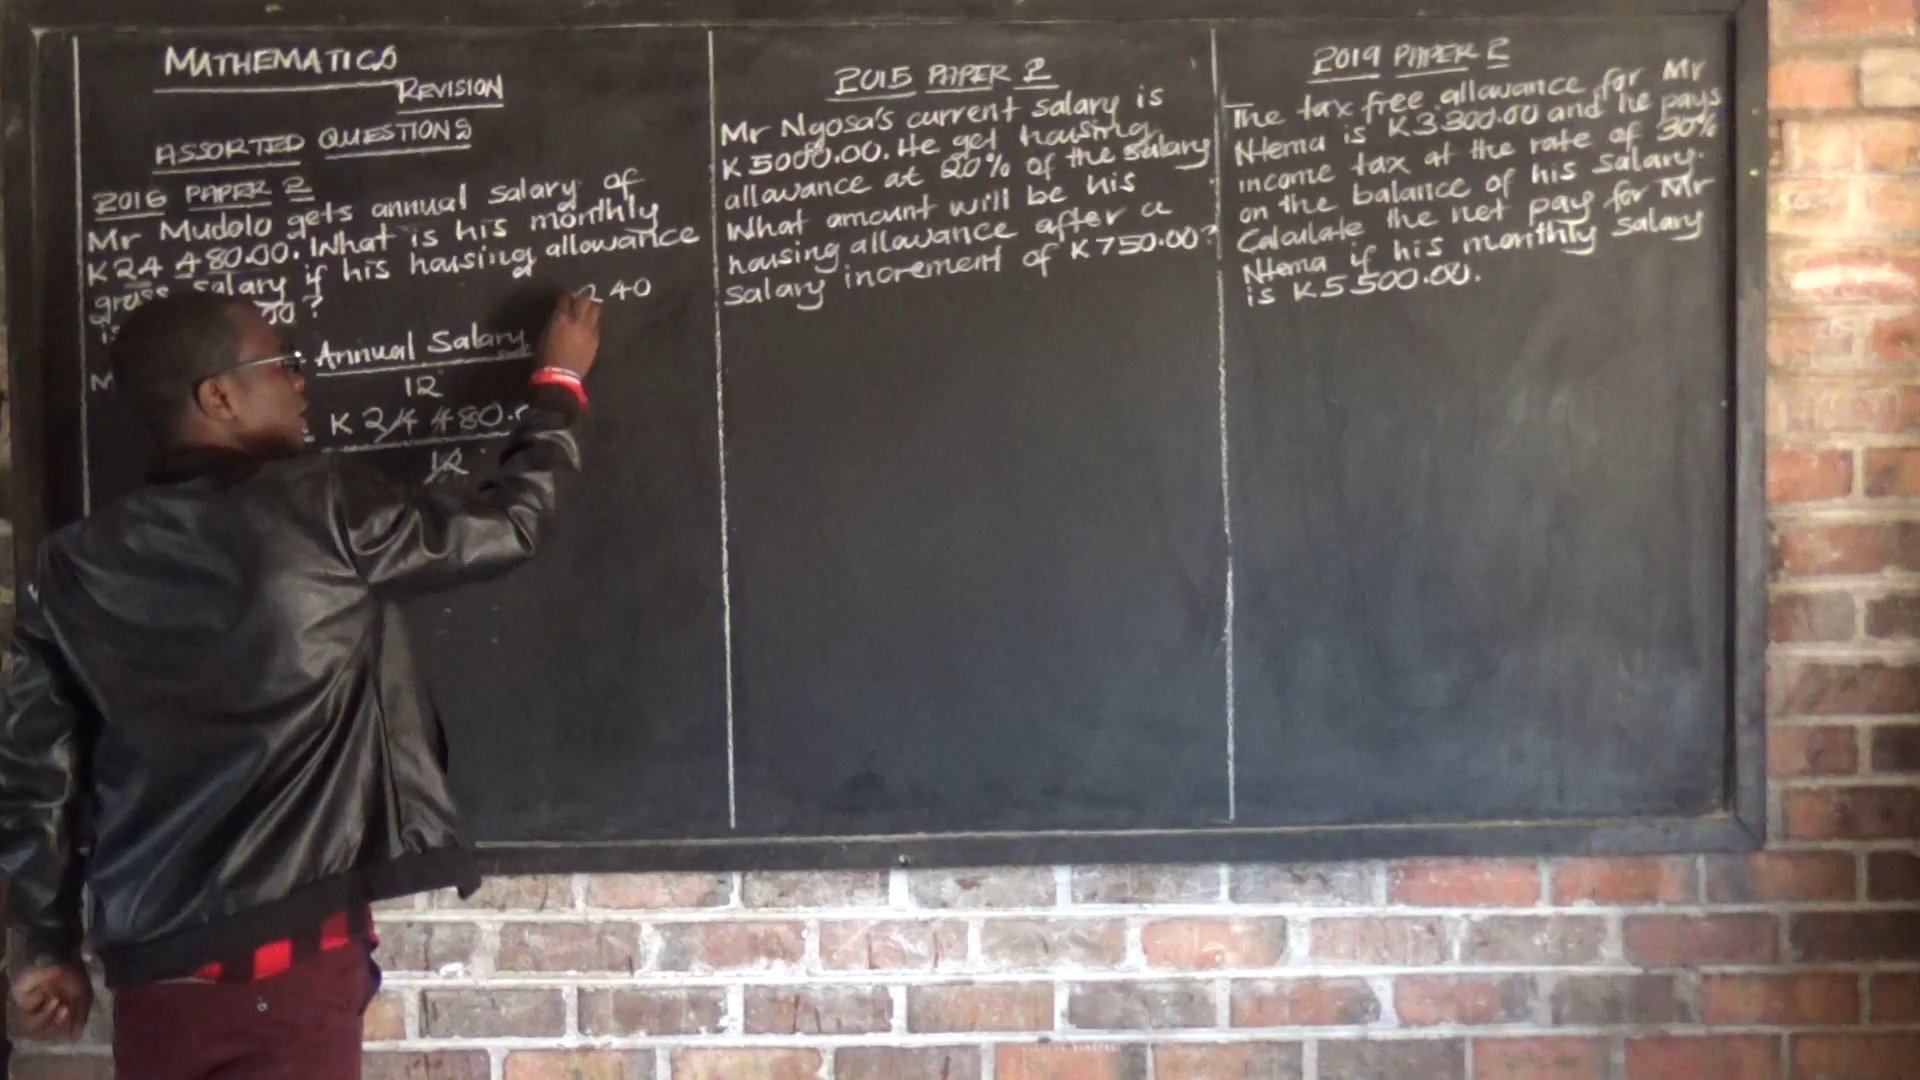 MATHEMATICS
REVISION
ASSORTED QUESTIONS
2016 PAPER 2
Mr Mudolo gets annual salary of
K24 480.00. What is his monthly
gross salary if his housing allowance
is 00 ?
M
= Annual Salary
12
= K24 480.
12
240
2015 PAPER 2
Mr Ngosa's current salary is
K5000.00. He get housing
allowance at 20% of the salary
What amount will be his
housing allowance after a
salary increment of K750.00?
2019 PAPER 2
The tax free allowance for Mr
Ntema is K3300.00 and he pays
income tax at the rate of 30%
on the balance of his salary.
Calculate the net pay for Mr
Ntema if his monthly salary
is K5500.00.